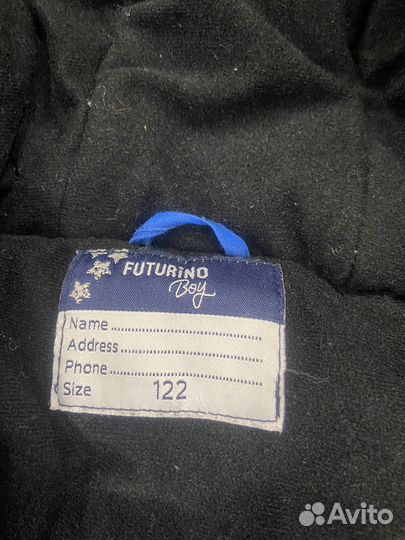 FUTURiNO
Boy
Name..........................
Address......................
Phone........................
Size 122
Avito